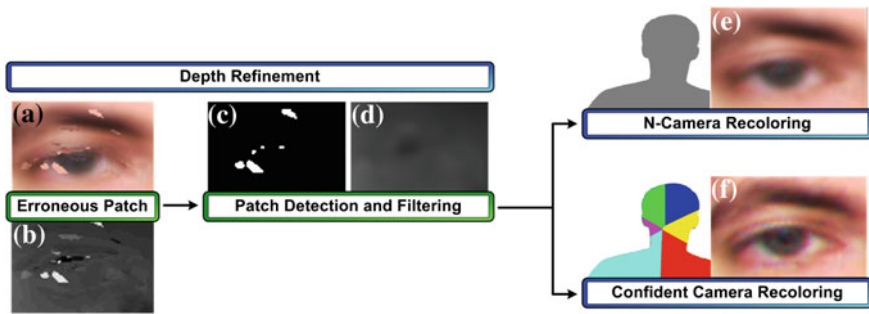 Depth Refinement
(a)
(c)
(d)
Erroneous Patch
Patch Detection and Filtering
(b)
(e)
N-Camera Recoloring
(f)
Confident Camera Recoloring